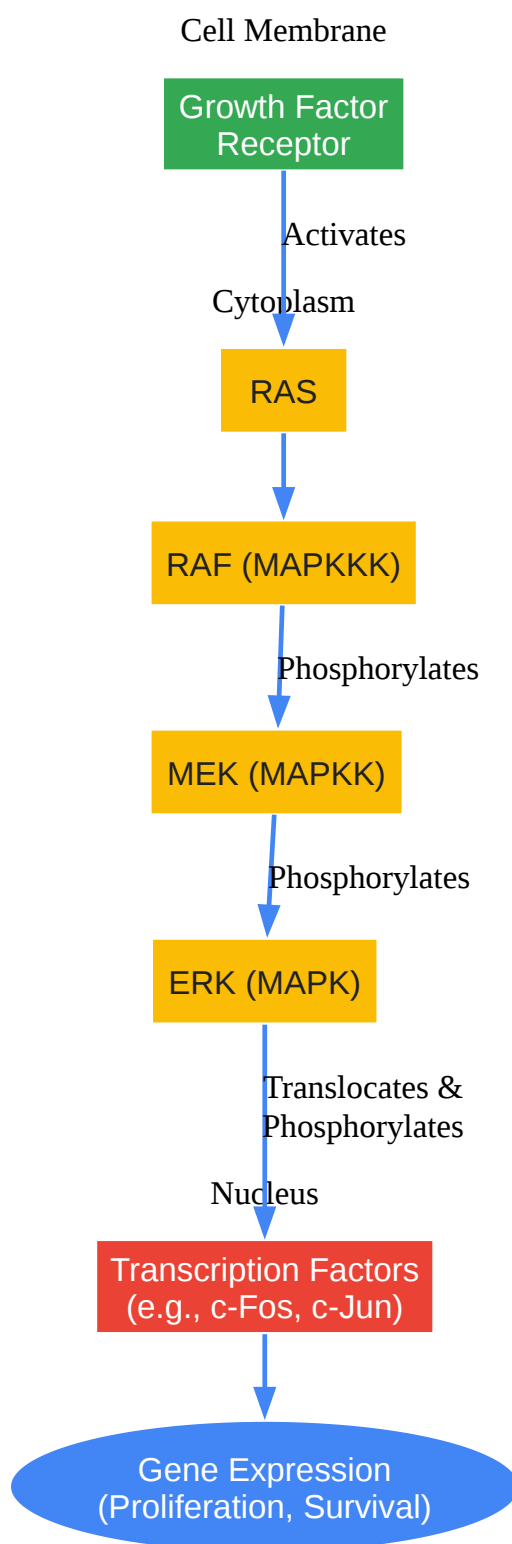 Cell Membrane
Growth Factor
Receptor
Activates
Cytoplasm
RAS
RAF (MAPKKK)
Phosphorylates
MEK (MAPKK)
Phosphorylates
ERK (MAPK)
Translocates &
Phosphorylates
Nucleus
Transcription Factors
(e.g., c-Fos, c-Jun)
Gene Expression
(Proliferation, Survival)